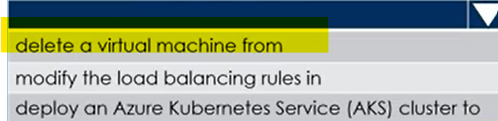 delete a virtual machine from
modify the load balancing rules in
deploy an Azure Kubernetes Service (AKS) cluster to